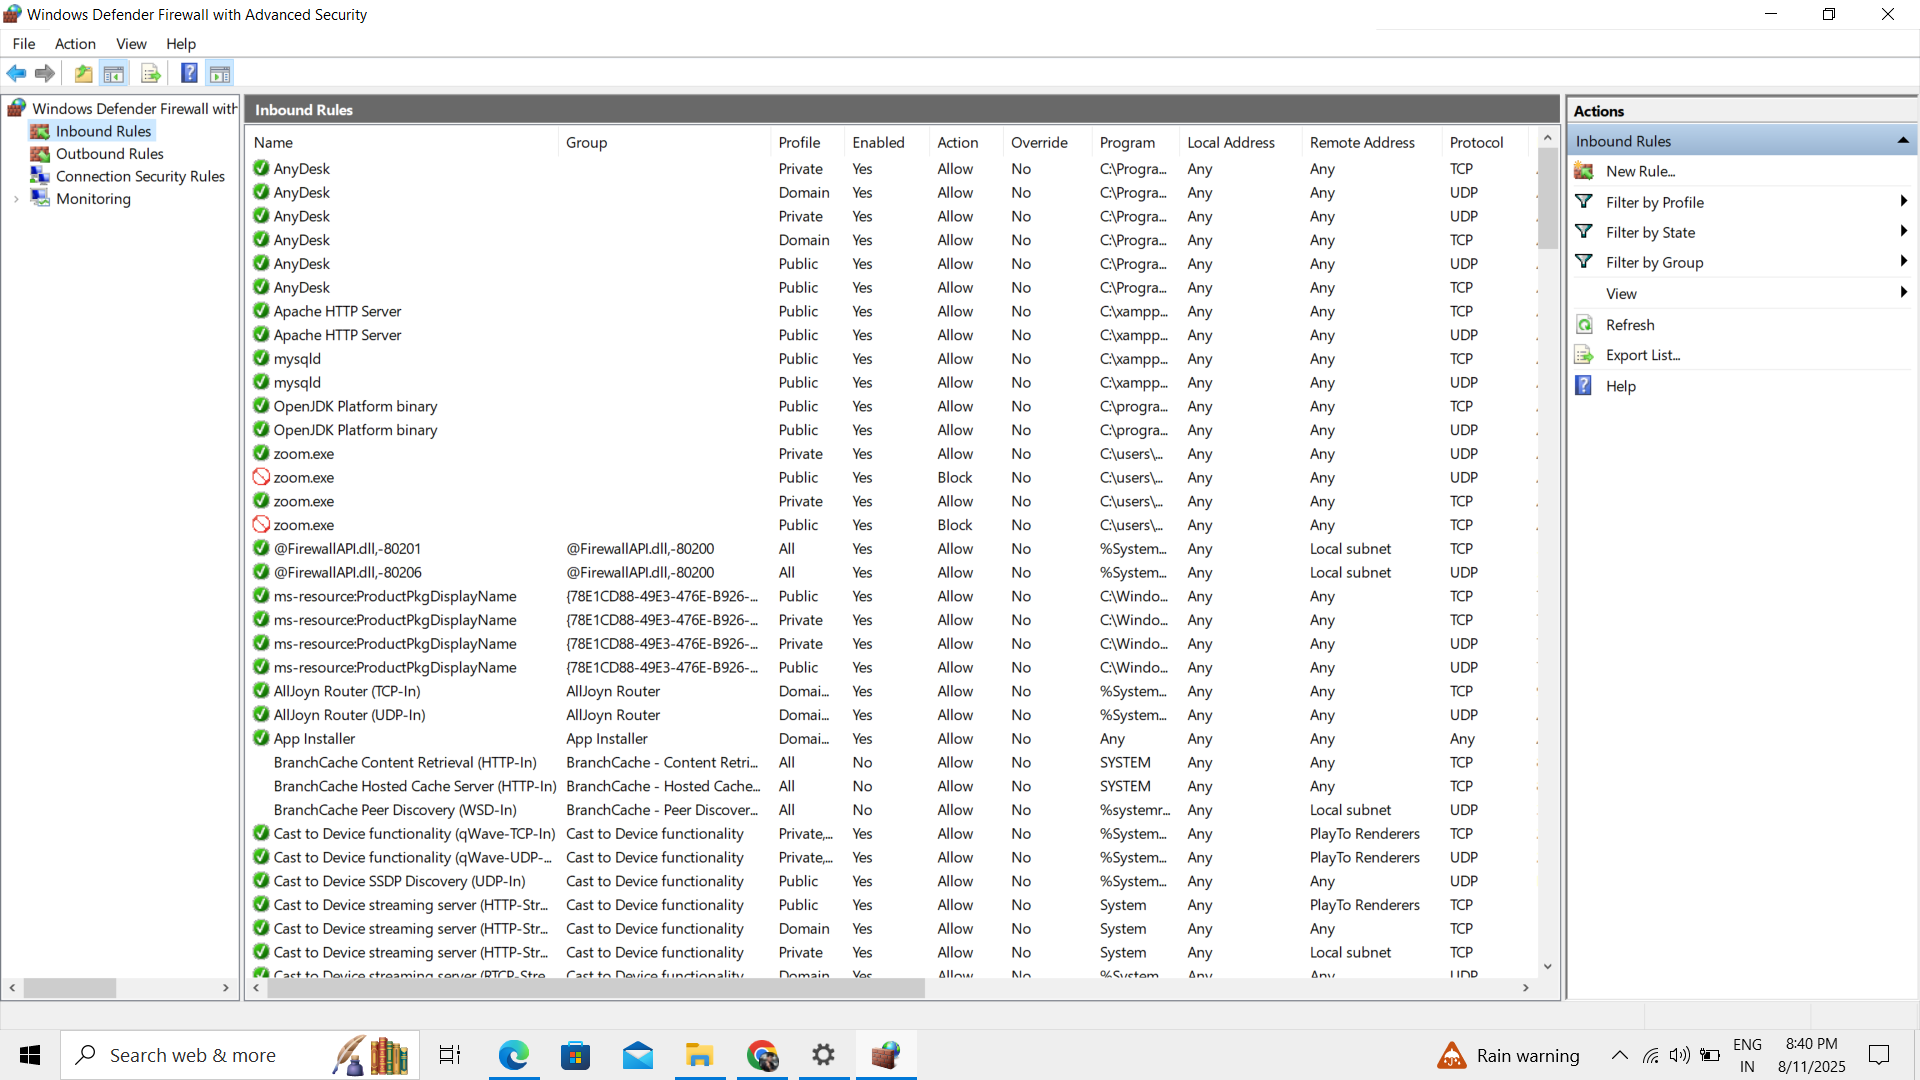 Windows Defender Firewall with Advanced Security
File Action View Help
Windows Defender Firewall with
Inbound Rules
Outbound Rules
Connection Security Rules
Monitoring
Inbound Rules
Name Group Profile Enabled Action Override Program Local Address Remote Address Protocol
AnyDesk Private Yes Allow No C:\Progra... Any Any TCP
AnyDesk Domain Yes Allow No C:\Progra... Any Any UDP
AnyDesk Private Yes Allow No C:\Progra... Any Any UDP
AnyDesk Domain Yes Allow No C:\Progra... Any Any TCP
AnyDesk Public Yes Allow No C:\Progra... Any Any UDP
AnyDesk Public Yes Allow No C:\Progra... Any Any TCP
Apache HTTP Server Public Yes Allow No C:\xampp... Any Any TCP
Apache HTTP Server Public Yes Allow No C:\xampp... Any Any UDP
mysqld Public Yes Allow No C:\xampp... Any Any TCP
mysqld Public Yes Allow No C:\xampp... Any Any UDP
OpenJDK Platform binary Public Yes Allow No C:\progra... Any Any TCP
OpenJDK Platform binary Public Yes Allow No C:\progra... Any Any UDP
zoom.exe Private Yes Allow No C:\users\... Any Any UDP
zoom.exe Public Yes Block No C:\users\... Any Any UDP
zoom.exe Private Yes Allow No C:\users\... Any Any TCP
zoom.exe Public Yes Block No C:\users\... Any Any TCP
@FirewallAPI.dll,-80201 @FirewallAPI.dll,-80200 All Yes Allow No %System... Any Local subnet TCP
@FirewallAPI.dll,-80206 @FirewallAPI.dll,-80200 All Yes Allow No %System... Any Local subnet UDP
ms-resource:ProductPkgDisplayName {78E1CD88-49E3-476E-B926-... Public Yes Allow No C:\Windo... Any Any TCP
ms-resource:ProductPkgDisplayName {78E1CD88-49E3-476E-B926-... Private Yes Allow No C:\Windo... Any Any TCP
ms-resource:ProductPkgDisplayName {78E1CD88-49E3-476E-B926-... Private Yes Allow No C:\Windo... Any Any UDP
ms-resource:ProductPkgDisplayName {78E1CD88-49E3-476E-B926-... Public Yes Allow No C:\Windo... Any Any UDP
AllJoyn Router (TCP-In) AllJoyn Router Domai... Yes Allow No %System... Any Any TCP
AllJoyn Router (UDP-In) AllJoyn Router Domai... Yes Allow No %System... Any Any UDP
App Installer App Installer Domai... Yes Allow No Any Any Any Any
BranchCache Content Retrieval (HTTP-In) BranchCache - Content Retri... All No Allow No SYSTEM Any Any TCP
BranchCache Hosted Cache Server (HTTP-In) BranchCache - Hosted Cache... All No Allow No SYSTEM Any Any TCP
BranchCache Peer Discovery (WSD-In) BranchCache - Peer Discover... All No Allow No %systemr... Any Local subnet UDP
Cast to Device functionality (qWave-TCP-In) Cast to Device functionality Private,... Yes Allow No %System... Any PlayTo Renderers TCP
Cast to Device functionality (qWave-UDP-... Cast to Device functionality Private,... Yes Allow No %System... Any PlayTo Renderers UDP
Cast to Device SSDP Discovery (UDP-In) Cast to Device functionality Public Yes Allow No %System... Any Any UDP
Cast to Device streaming server (HTTP-Str... Cast to Device functionality Public Yes Allow No System Any PlayTo Renderers TCP
Cast to Device streaming server (HTTP-Str... Cast to Device functionality Domain Yes Allow No System Any Any TCP
Cast to Device streaming server (HTTP-Str... Cast to Device functionality Private Yes Allow No System Any Local subnet TCP
Cast to Device streaming server (RTCP-Stre... Cast to Device functionality Domain Yes Allow No %System... Any Any UDP
Actions
Inbound Rules
New Rule...
Filter by Profile
Filter by State
Filter by Group
View
Refresh
Export List...
Help
Search web & more
Rain warning
ENG
IN
8:40 PM
8/11/2025